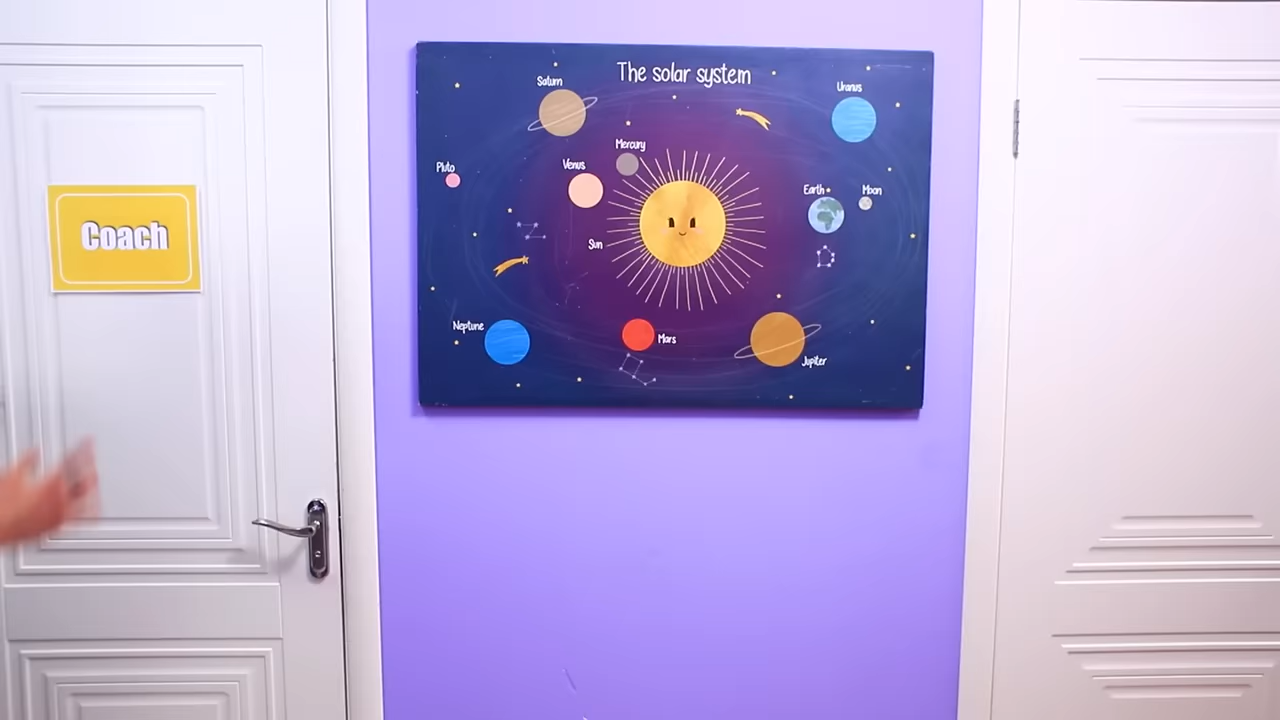 The solar system
Saturn
Uranus
Mercury
Venus
Pluto
Earth
Moon
Coach
Sun
Neptune
Mars
Jupiter